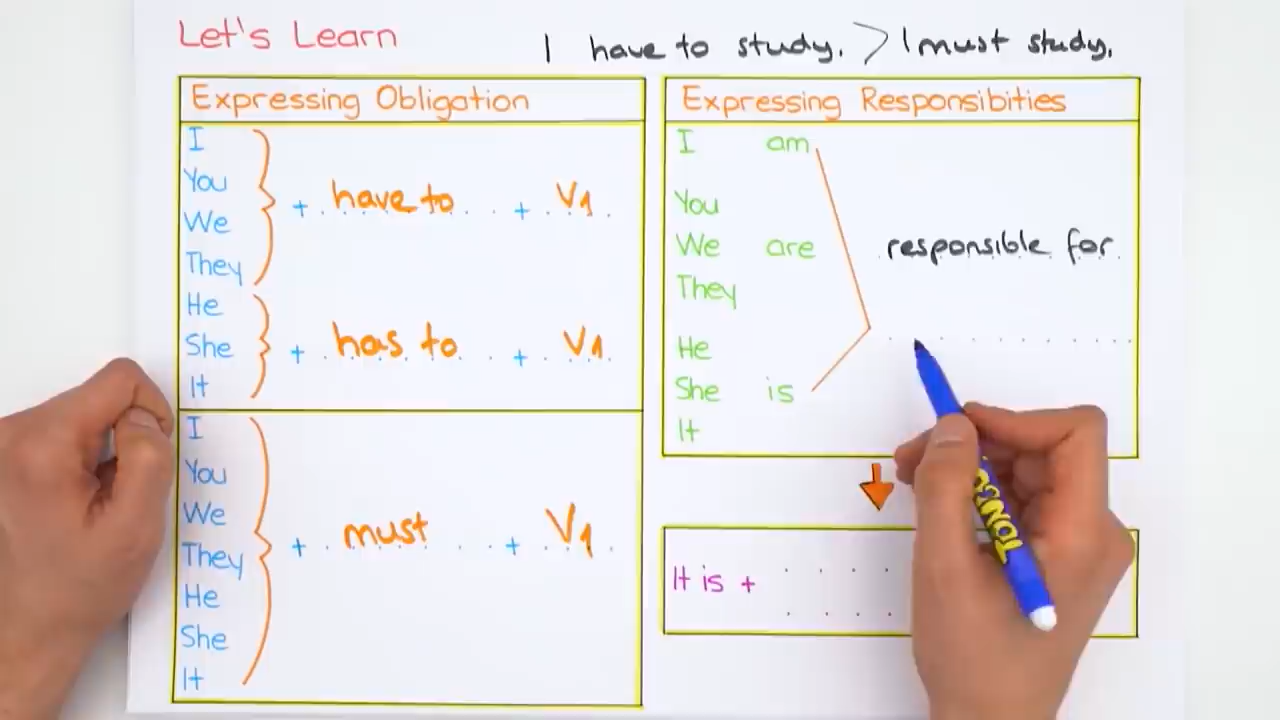 Let's Learn
I have to study. > I must study.
Expressing Obligation
I
You
We
They
+ have to + V1
He
She
It
+ has to + V1
I
You
We
They
He
She
It
+ must + V1
Expressing Responsibities
I am
You
We are
They
He
She is
It
responsible for
It is +
TONC